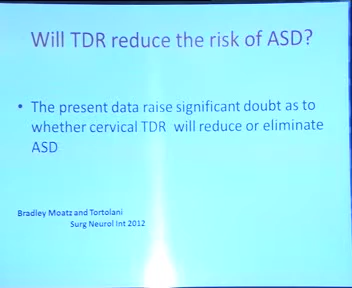 Will TDR reduce the risk of ASD?
• The present data raise significant doubt as to
whether cervical TDR will reduce or eliminate
ASD
Bradley Moatz and Tortolani
Surg Neurol Int 2012